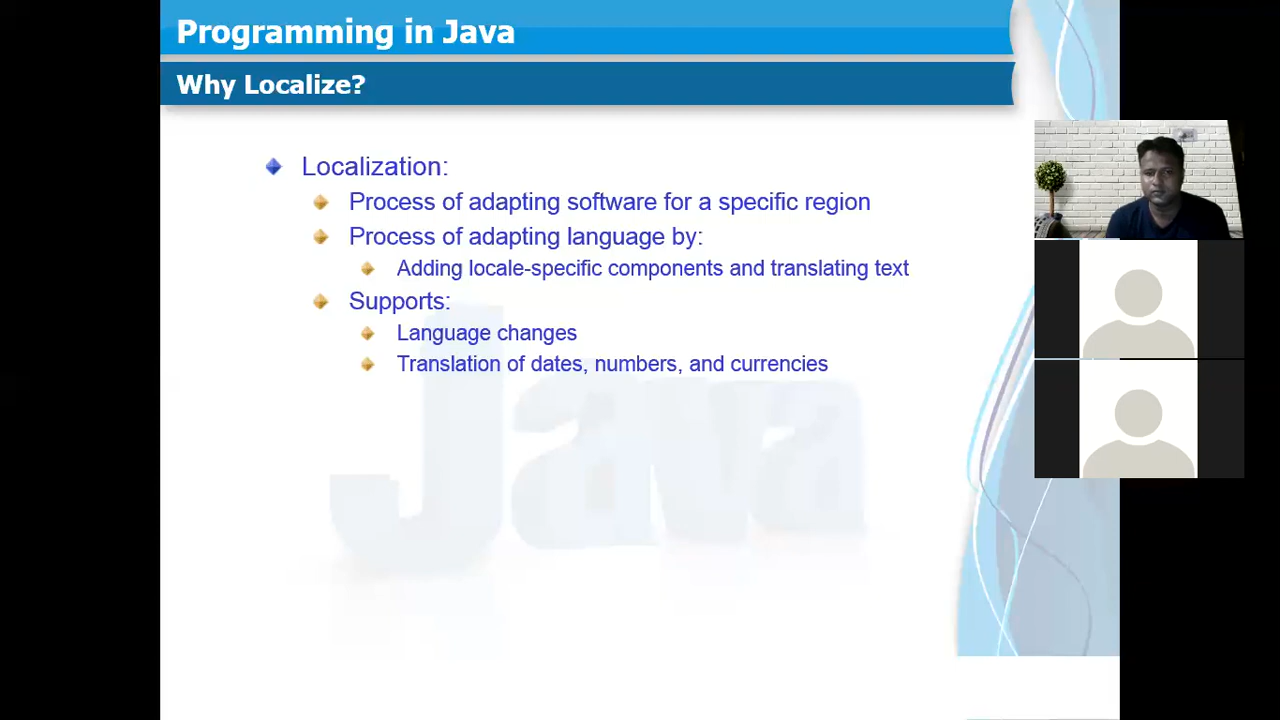 Programming in Java
Why Localize?
Localization:
Process of adapting software for a specific region
Process of adapting language by:
Adding locale-specific components and translating text
Supports:
Language changes
Translation of dates, numbers, and currencies
Java